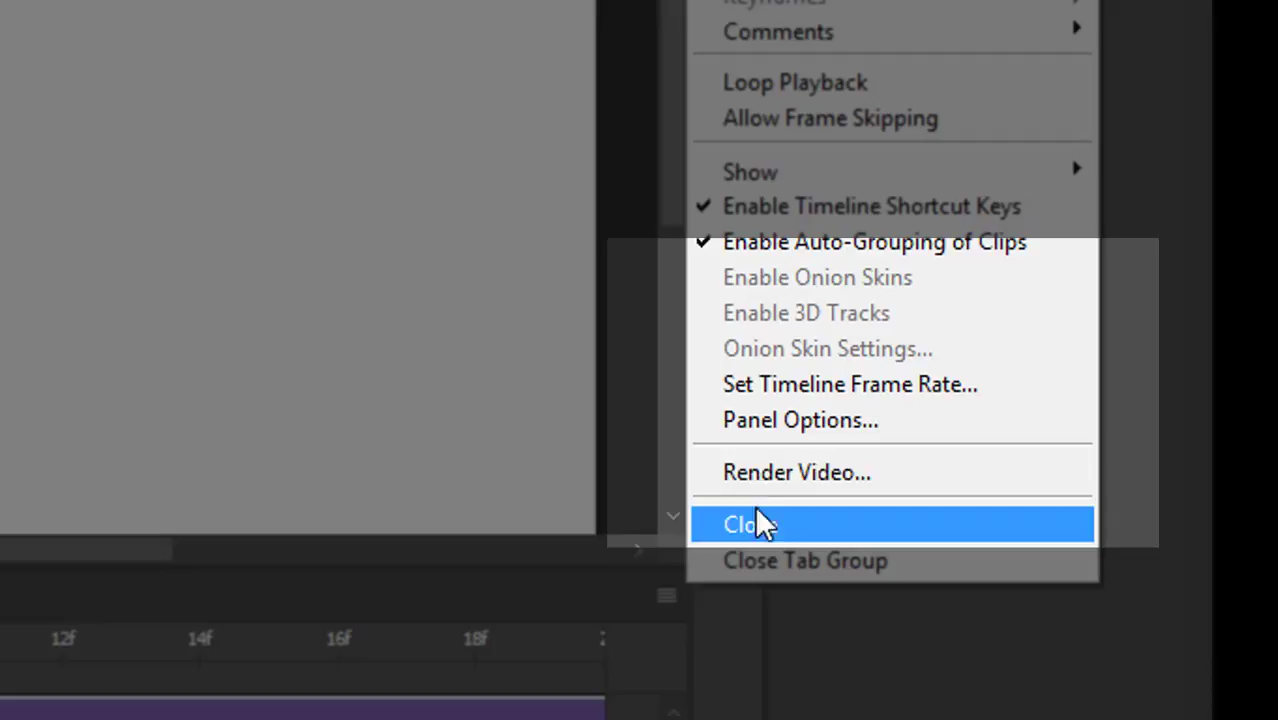 Keyframes
Comments
Loop Playback
Allow Frame Skipping
Show
Enable Timeline Shortcut Keys
Enable Auto-Grouping of Clips
Enable Onion Skins
Enable 3D Tracks
Onion Skin Settings...
Set Timeline Frame Rate...
Panel Options...
Render Video...
Close
Close Tab Group
12f 14f 16f 18f